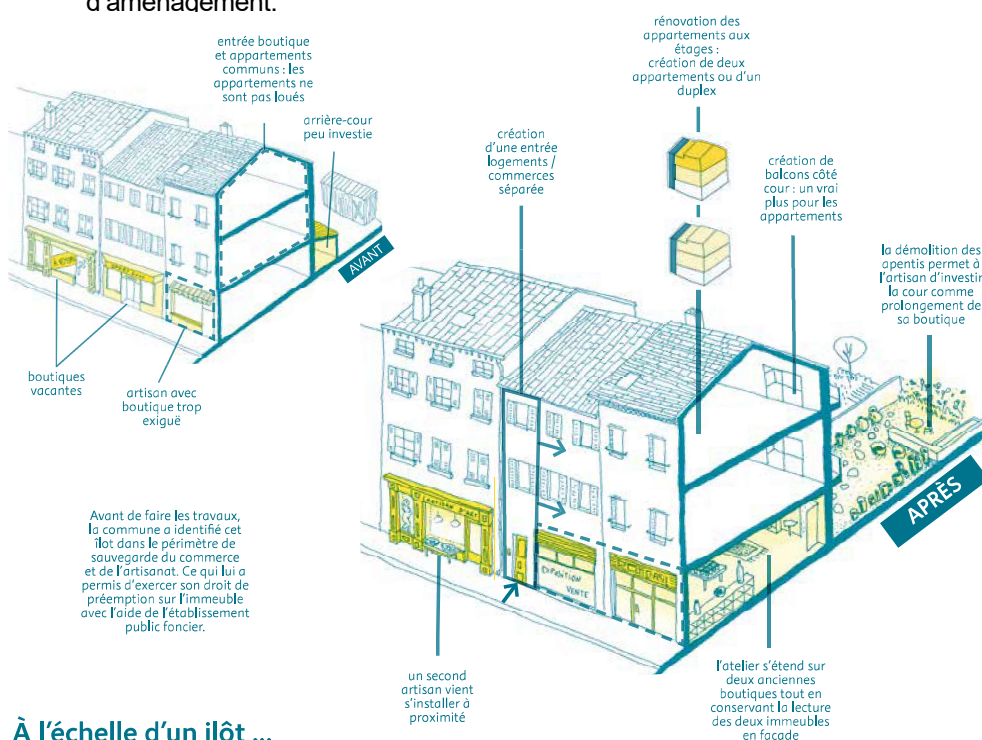 d'aménagement.
entrée boutique
et appartements
communs : les
appartements ne
sont pas loués
arrière-cour
peu investie
AVANT
boutiques
vacantes
artisan avec
boutique trop
exiguë
rénovation des
appartements aux
étages :
création de deux
appartements ou d'un
duplex
création
d'une entrée
logements /
commerces
séparée
création de
balcons côté
cour : un vrai
plus pour les
appartements
la démolition des
apentis permet à
l'artisan d'investir
la cour comme
prolongement de
sa boutique
APRÈS
ARTISAN D'ART
EXPOSITION
VENTE
Avant de faire les travaux,
la commune a identifié cet
îlot dans le périmètre de
sauvegarde du commerce
et de l'artisanat. Ce qui lui a
permis d'exercer son droit de
préemption sur l'immeuble
avec l'aide de l'établissement
public foncier.
un second
artisan vient
s'installer à
proximité
l'atelier s'étend sur
deux anciennes
boutiques tout en
conservant la lecture
des deux immeubles
en façade
À l'échelle d'un ilôt ...